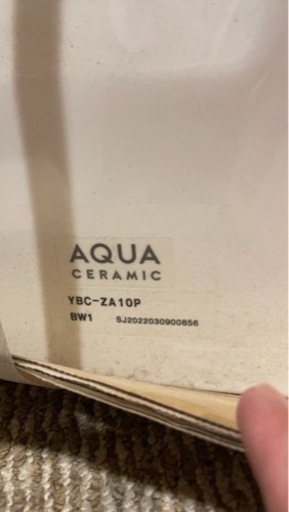 AQUA
CERAMIC
YBC-ZA10P
BW1 SJ2022030900856